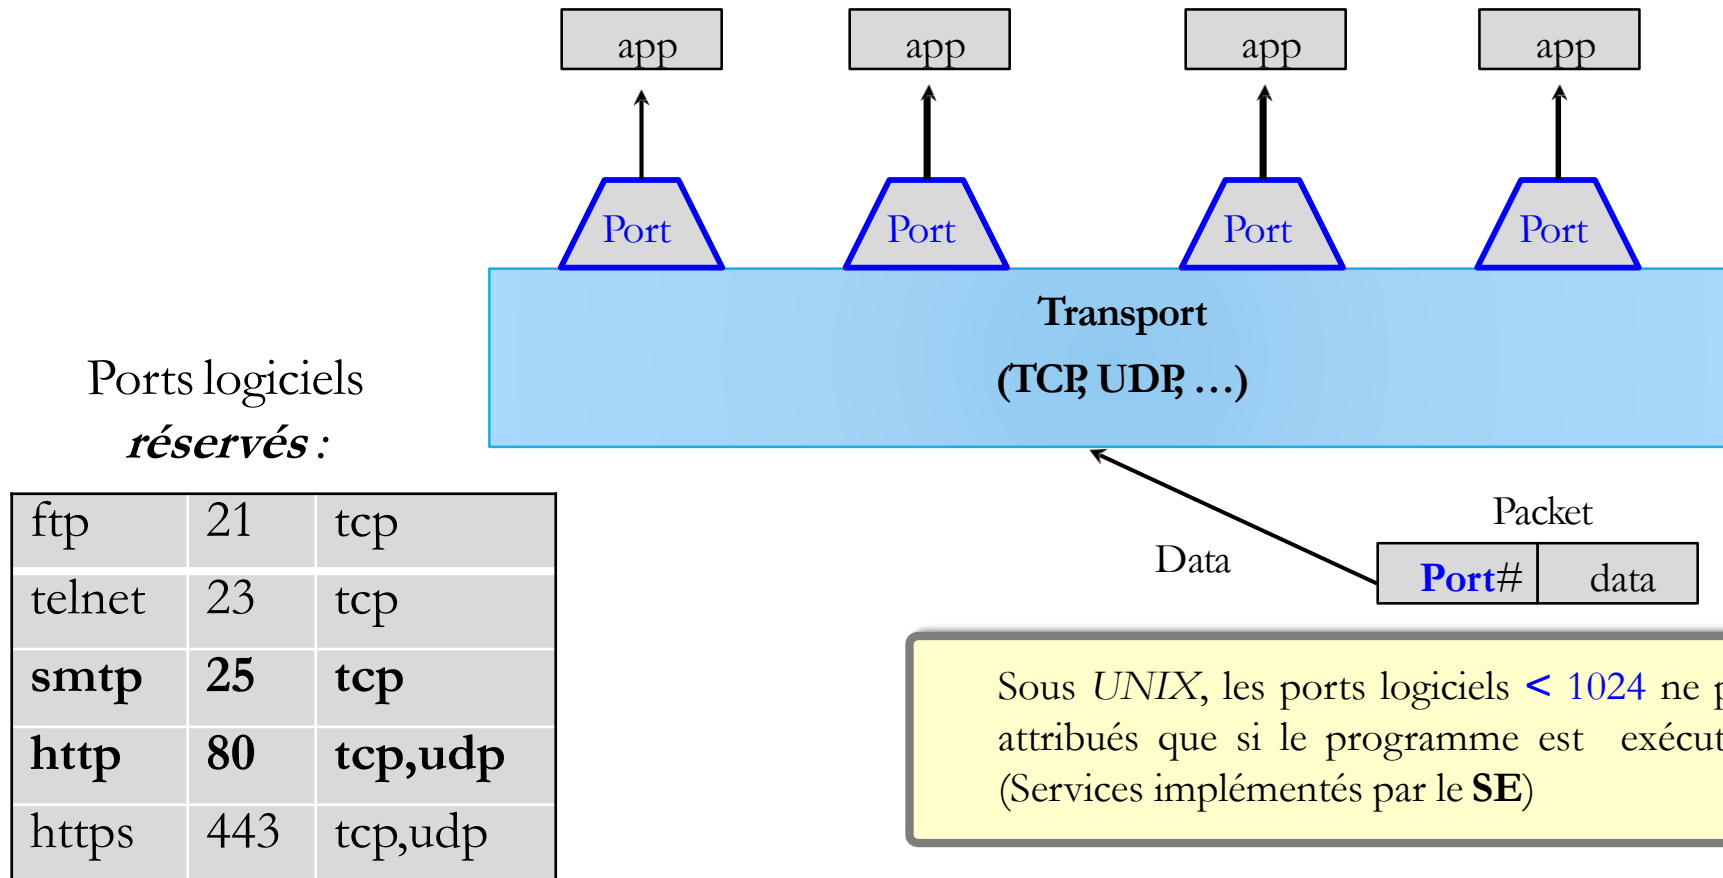 app app app app
Port Port Port Port
Transport
(TCP, UDP, …)
Ports logiciels
réservés :
ftp 21 tcp
telnet 23 tcp
smtp 25 tcp
http 80 tcp,udp
https 443 tcp,udp
Packet
Data
Port# data
Sous UNIX, les ports logiciels < 1024 ne p
attribués que si le programme est exécut
(Services implémentés par le SE)